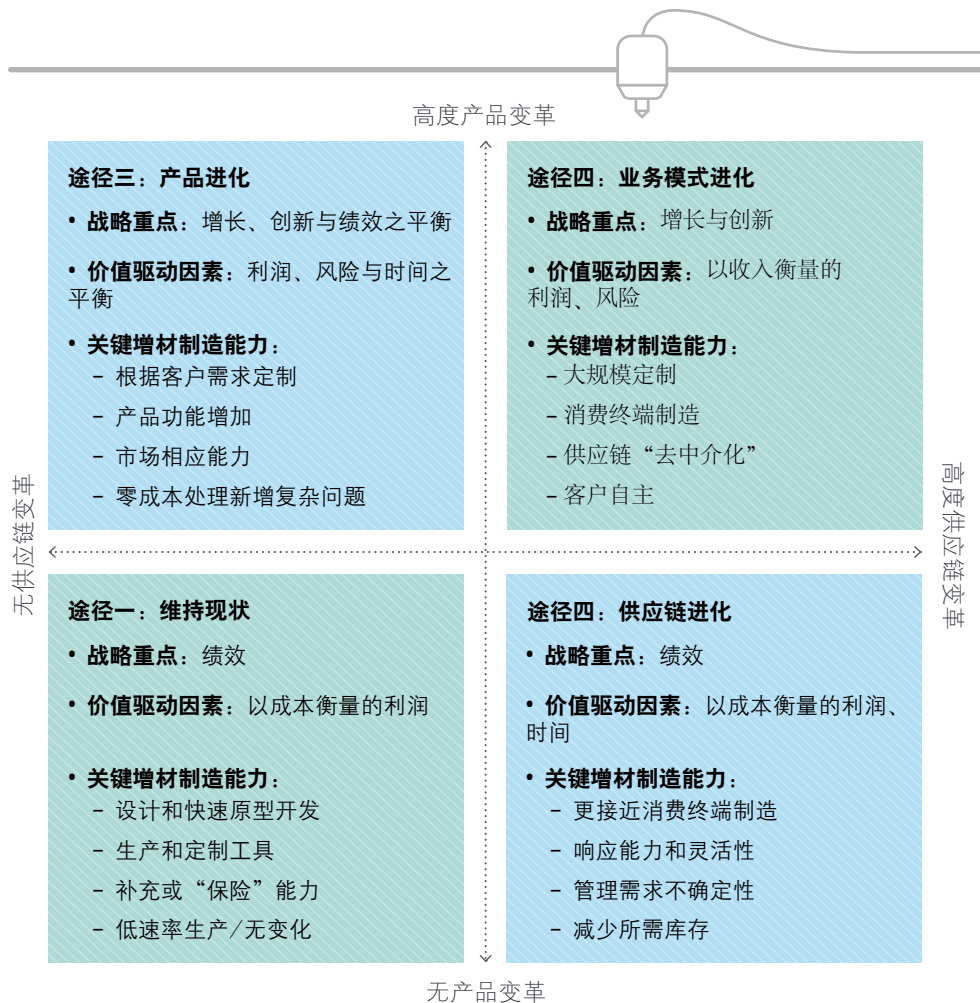 高度产品变革
途径三：产品进化
• 战略重点：增长、创新与绩效之平衡
• 价值驱动因素：利润、风险与时间之
平衡
• 关键增材制造能力：
– 根据客户需求定制
– 产品功能增加
– 市场相应能力
– 零成本处理新增复杂问题
途径四：业务模式进化
• 战略重点：增长与创新
• 价值驱动因素：以收入衡量的
利润、风险
• 关键增材制造能力：
– 大规模定制
– 消费终端制造
– 供应链“去中介化”
– 客户自主
无供应链变革
高度供应链变革
途径一：维持现状
• 战略重点：绩效
• 价值驱动因素：以成本衡量的利润
• 关键增材制造能力：
– 设计和快速原型开发
– 生产和定制工具
– 补充或“保险”能力
– 低速率生产/无变化
途径四：供应链进化
• 战略重点：绩效
• 价值驱动因素：以成本衡量的利润、
时间
• 关键增材制造能力：
– 更接近消费终端制造
– 响应能力和灵活性
– 管理需求不确定性
– 减少所需库存
无产品变革